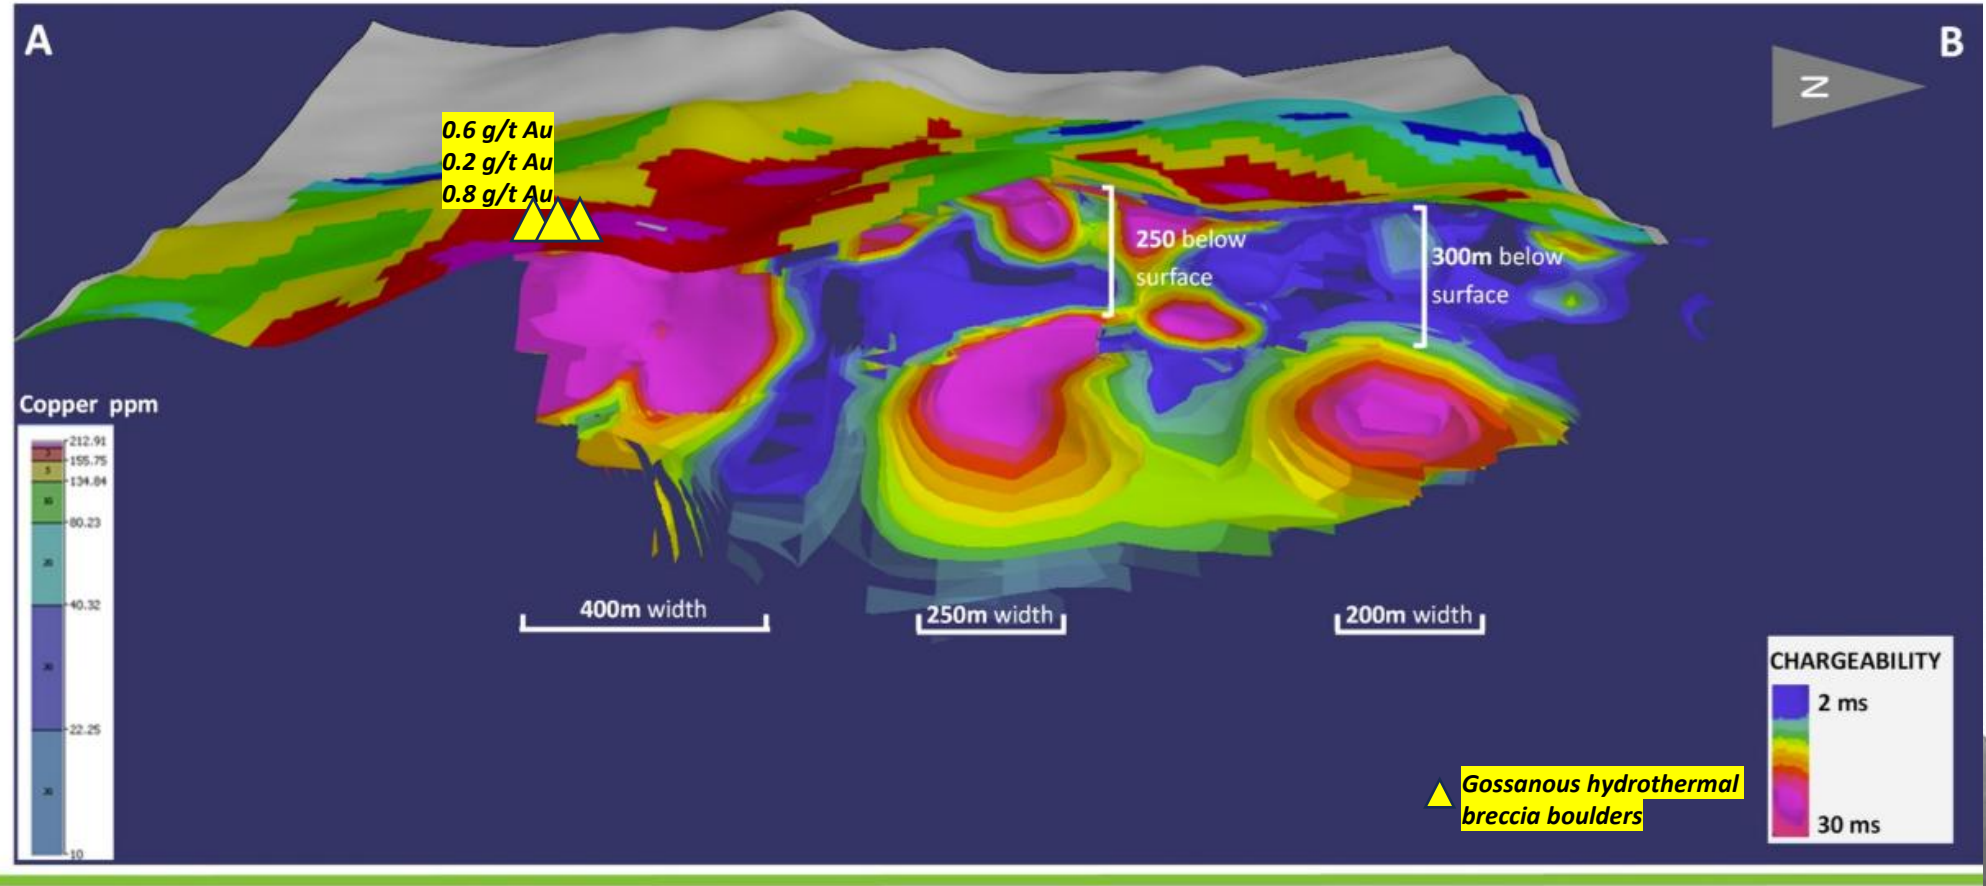 A
B
N
0.6 g/t Au
0.2 g/t Au
0.8 g/t Au
250 below
surface
300m below
surface
Copper ppm
212.91
155.75
134.84
80.23
40.32
22.25
10
400m width
250m width
200m width
CHARGEABILITY
2 ms
30 ms
Gossanous hydrothermal
breccia boulders